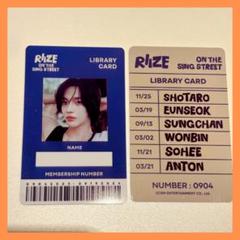 RIIZE
ON THE
SING STREET
LIBRARY
CARD
NAME
MEMBERSHIP NUMBER
RIIZE
ON THE
SING STREET
LIBRARY CARD
11/25 SHOTARO
03/19 EUNSEOK
09/13 SUNGCHAN
03/02 WONBIN
11/21 SOHEE
03/21 ANTON
NUMBER : 0904